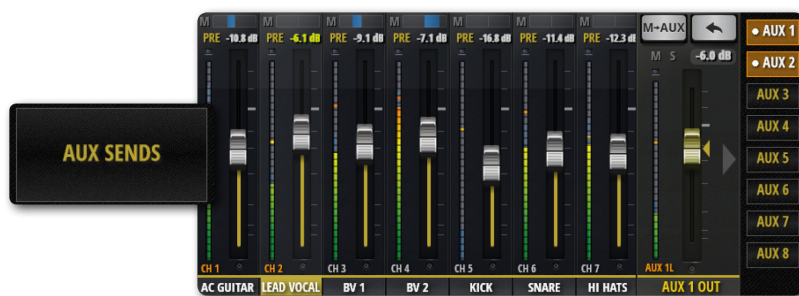 AUX SENDS
M M M M M M M
PRE -10.8 dB PRE -6.1 dB PRE -9.1 dB PRE -7.1 dB PRE -16.8 dB PRE -11.4 dB PRE -12.3 dB
M→AUX
M S -6.0 dB
CH 1 CH 2 CH 3 CH 4 CH 5 CH 6 CH 7 AUX 1L
AC GUITAR LEAD VOCAL BV 1 BV 2 KICK SNARE HI HATS AUX 1 OUT
AUX 1
AUX 2
AUX 3
AUX 4
AUX 5
AUX 6
AUX 7
AUX 8